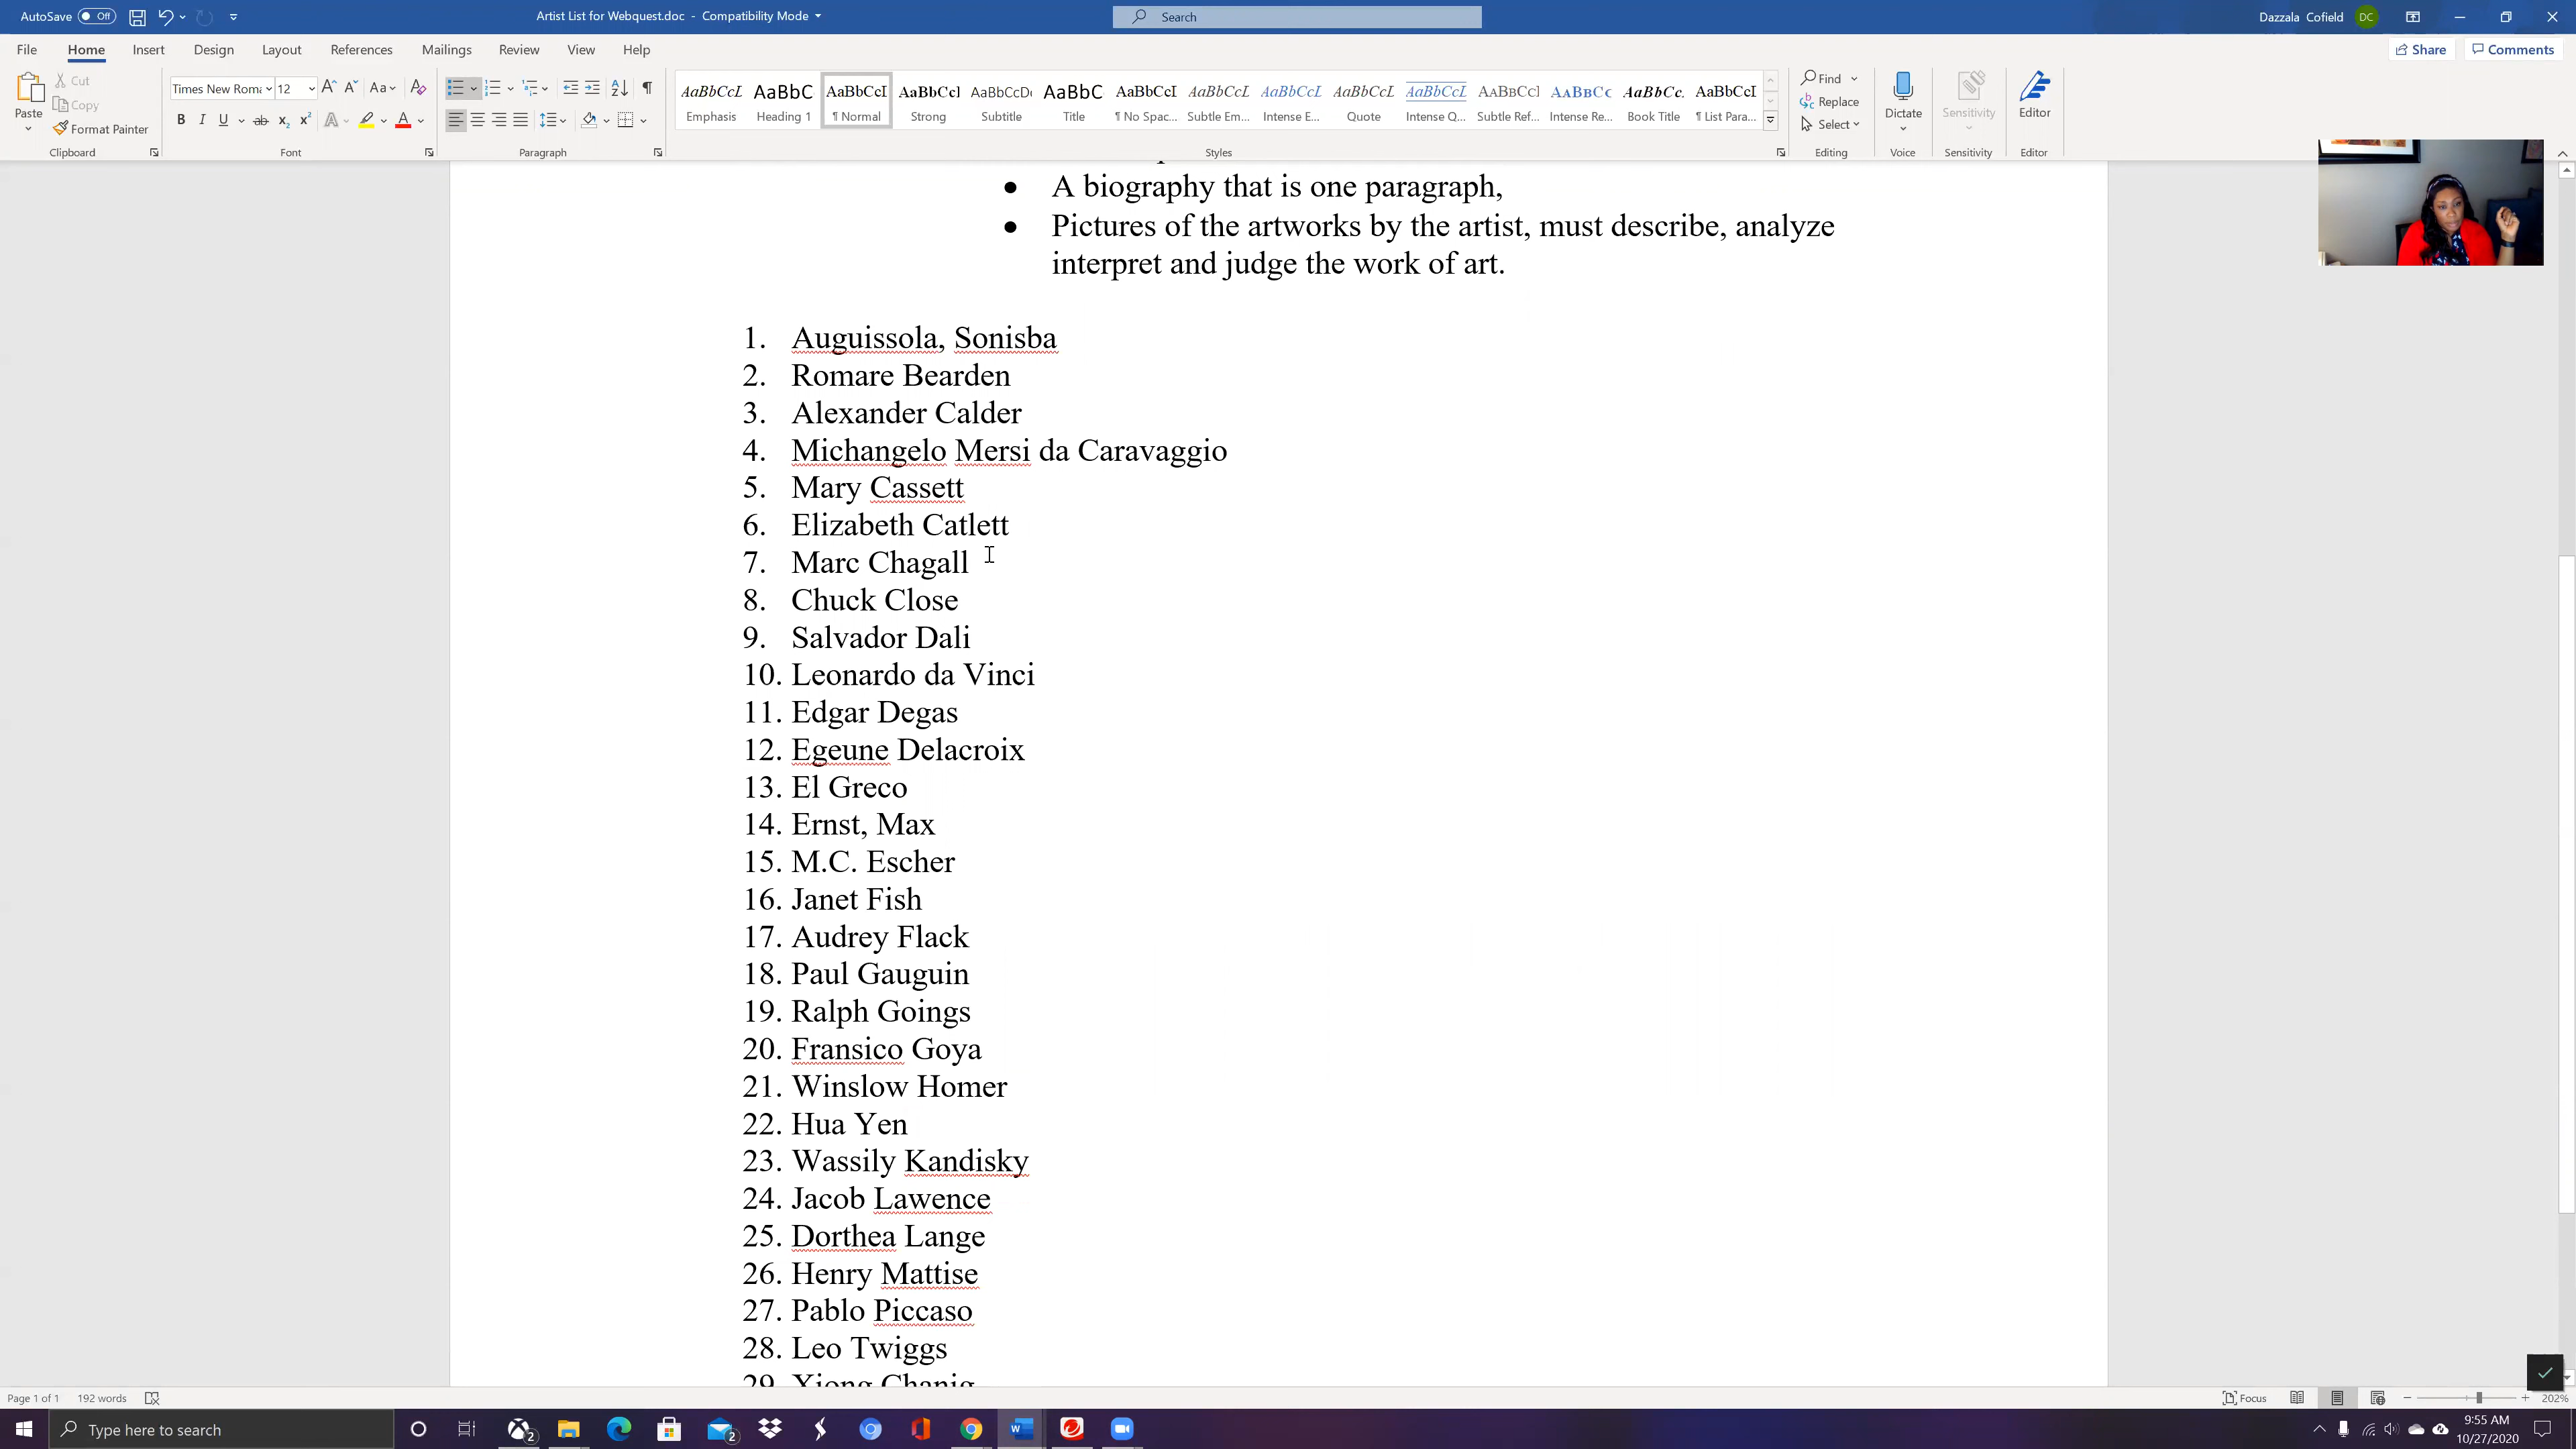 AutoSave Off Artist List for Webquest.doc - Compatibility Mode Search Dazzala Cofield DC
File Home Insert Design Layout References Mailings Review View Help Share Comments
Paste Cut Copy Format Painter
Times New Roma 12
Aa
B I U ab
AaBbCcL AaBbC AaBbCcI AaBbCcI AaBbCcDı AaBbC AaBbCcI AaBbCcL AaBbCcL AaBbCcL AaBbCcL AaBbCcI AaBbCc AaBbCc. AaBbCcI
Emphasis Heading 1 ¶ Normal Strong Subtitle Title ¶ No Spac... Subtle Em... Intense E... Quote Intense Q... Subtle Ref... Intense Re... Book Title ¶ List Para...
Find
Replace
Select
Dictate Sensitivity Editor
Clipboard Font Paragraph Styles Editing Voice Sensitivity Editor
• A biography that is one paragraph,
• Pictures of the artworks by the artist, must describe, analyze
interpret and judge the work of art.
1. Auguissola, Sonisba
2. Romare Bearden
3. Alexander Calder
4. Michangelo Mersi da Caravaggio
5. Mary Cassett
6. Elizabeth Catlett
7. Marc Chagall
8. Chuck Close
9. Salvador Dali
10. Leonardo da Vinci
11. Edgar Degas
12. Egeune Delacroix
13. El Greco
14. Ernst, Max
15. M.C. Escher
16. Janet Fish
17. Audrey Flack
18. Paul Gauguin
19. Ralph Goings
20. Fransico Goya
21. Winslow Homer
22. Hua Yen
23. Wassily Kandisky
24. Jacob Lawence
25. Dorthea Lange
26. Henry Mattise
27. Pablo Piccaso
28. Leo Twiggs
29. Xiong Chanig
Page 1 of 1 192 words Focus 202%
Type here to search 2 2 9:55 AM
10/27/2020